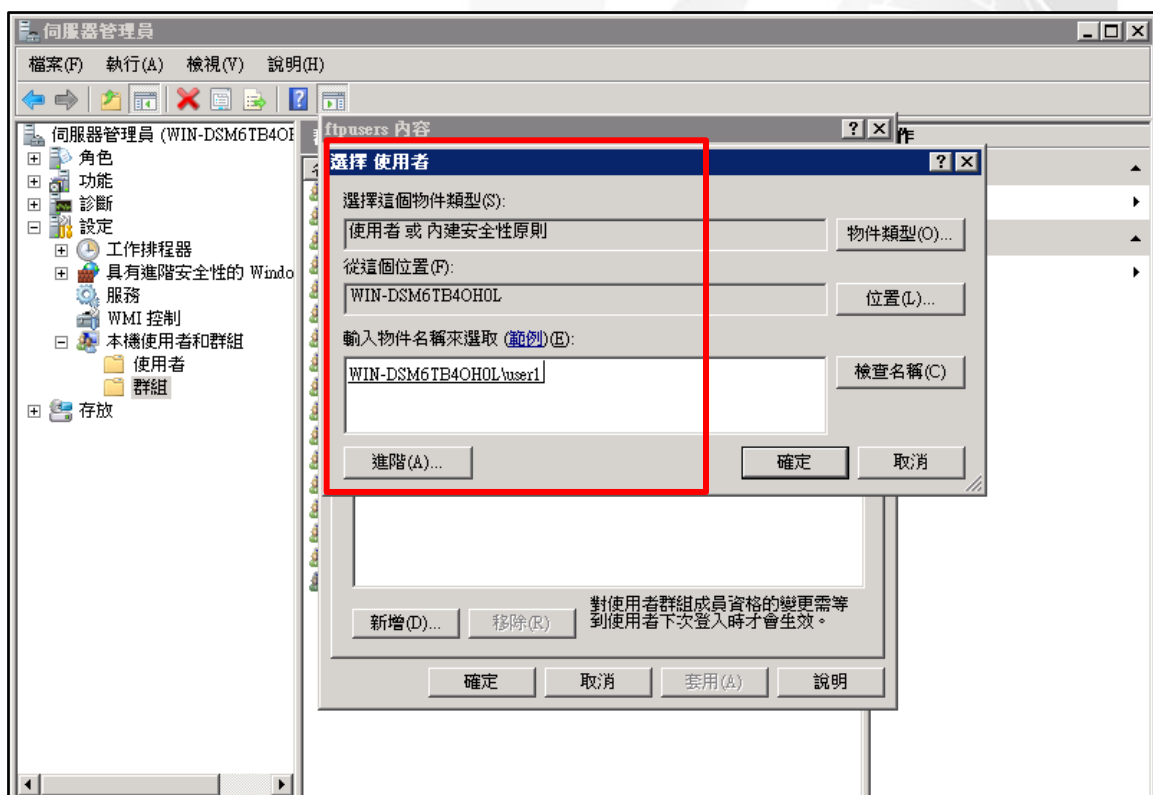 伺服器管理員
檔案(F) 執行(A) 檢視(V) 說明(H)
伺服器管理員 (WIN-DSM6TB4OH
角色
功能
診斷
設定
工作排程器
具有進階安全性的 Windo
服務
WMI 控制
本機使用者和群組
使用者
群組
存放
ftpusers 內容
作
選擇 使用者
選擇這個物件類型(S):
使用者 或 內建安全性原則
物件類型(O)...
從這個位置(F):
WIN-DSM6TB4OH0L
位置(L)...
輸入物件名稱來選取 (範例)(E):
WIN-DSM6TB4OH0L\user1
檢查名稱(C)
進階(A)...
確定
取消
新增(D)...
移除(R)
對使用者群組成員資格的變更需等
到使用者下次登入時才會生效。
確定
取消
套用(A)
說明